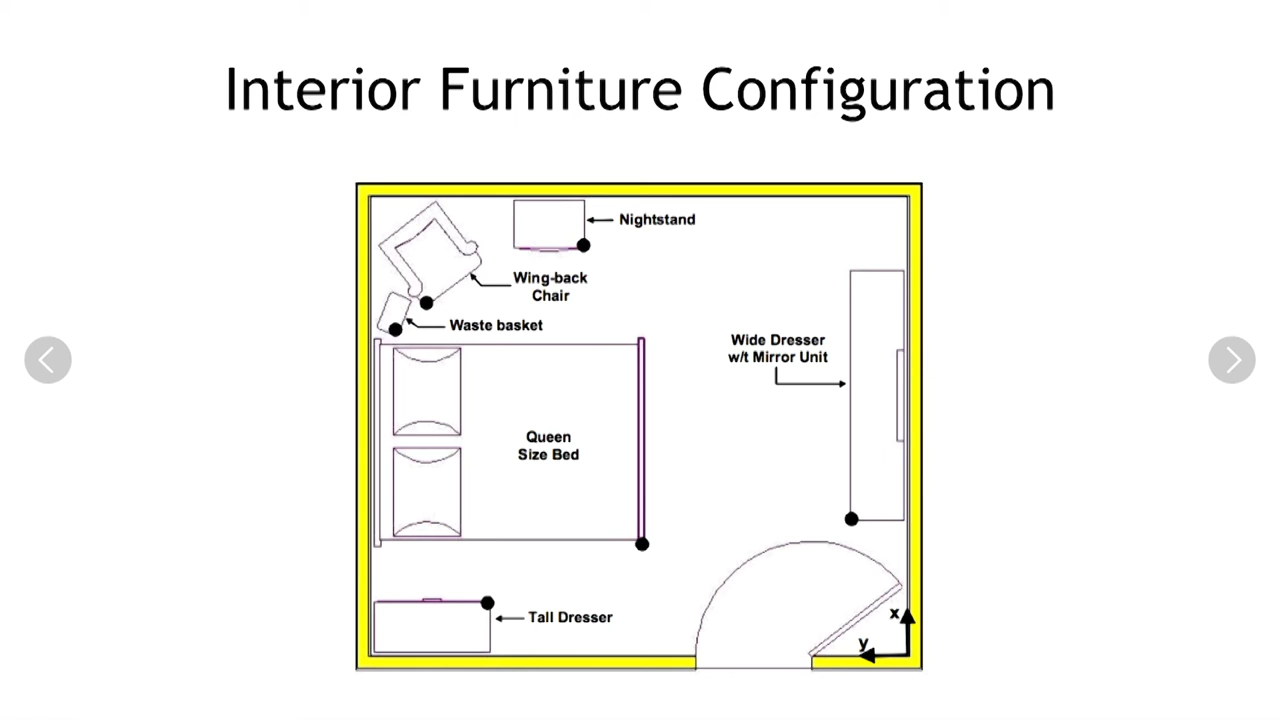 Interior Furniture Configuration
Nightstand
Wing-back
Chair
Waste basket
Wide Dresser
w/t Mirror Unit
Queen
Size Bed
Tall Dresser
x
y